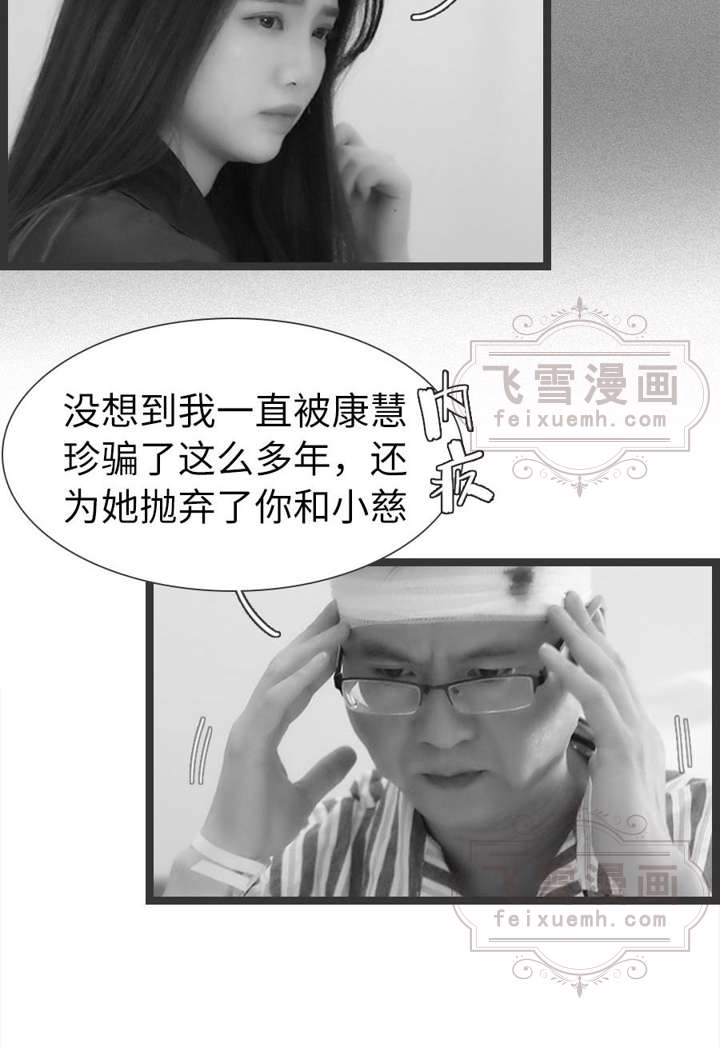 飞雪漫画
feixuemh.com
没想到我一直被康慧
珍骗了这么多年，还
为她抛弃了你和小慈
内疚
飞雪漫画
feixuemh.com